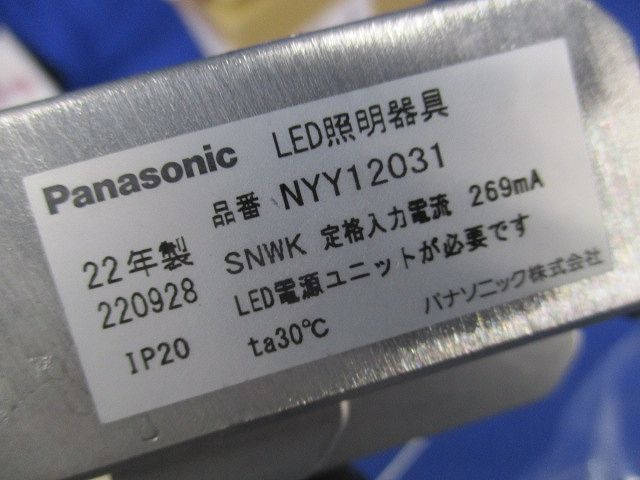 Panasonic LED照明器具
品番 NYY12031
22年製 SNWK 定格入力電流 269mA
220928 LED電源ユニットが必要です
IP20 ta30℃ パナソニック株式会社